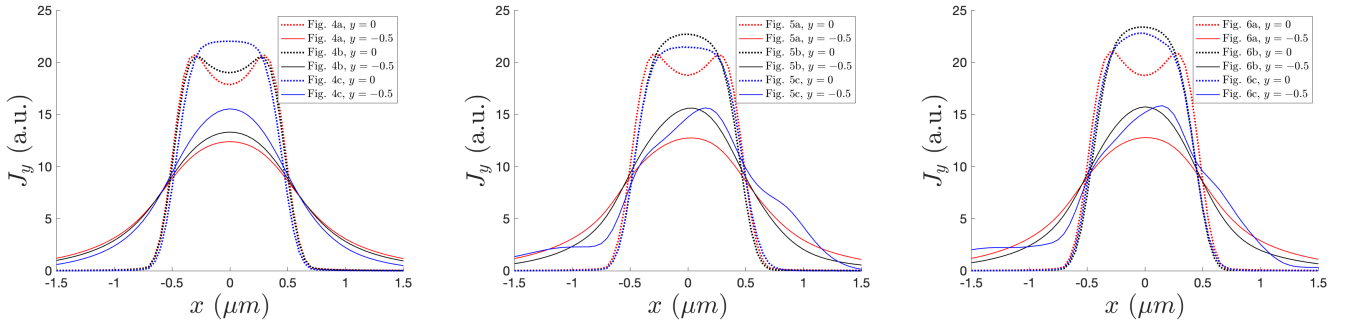 25
20
15
10
5
0
J_y (a.u.)
-1.5 -1 -0.5 0 0.5 1 1.5
x (μm)
Fig. 4a, y = 0
Fig. 4a, y = −0.5
Fig. 4b, y = 0
Fig. 4b, y = −0.5
Fig. 4c, y = 0
Fig. 4c, y = −0.5
25
20
15
10
5
0
J_y (a.u.)
-1.5 -1 -0.5 0 0.5 1 1.5
x (μm)
Fig. 5a, y = 0
Fig. 5a, y = −0.5
Fig. 5b, y = 0
Fig. 5b, y = −0.5
Fig. 5c, y = 0
Fig. 5c, y = −0.5
25
20
15
10
5
0
J_y (a.u.)
-1.5 -1 -0.5 0 0.5 1 1.5
x (μm)
Fig. 6a, y = 0
Fig. 6a, y = −0.5
Fig. 6b, y = 0
Fig. 6b, y = −0.5
Fig. 6c, y = 0
Fig. 6c, y = −0.5